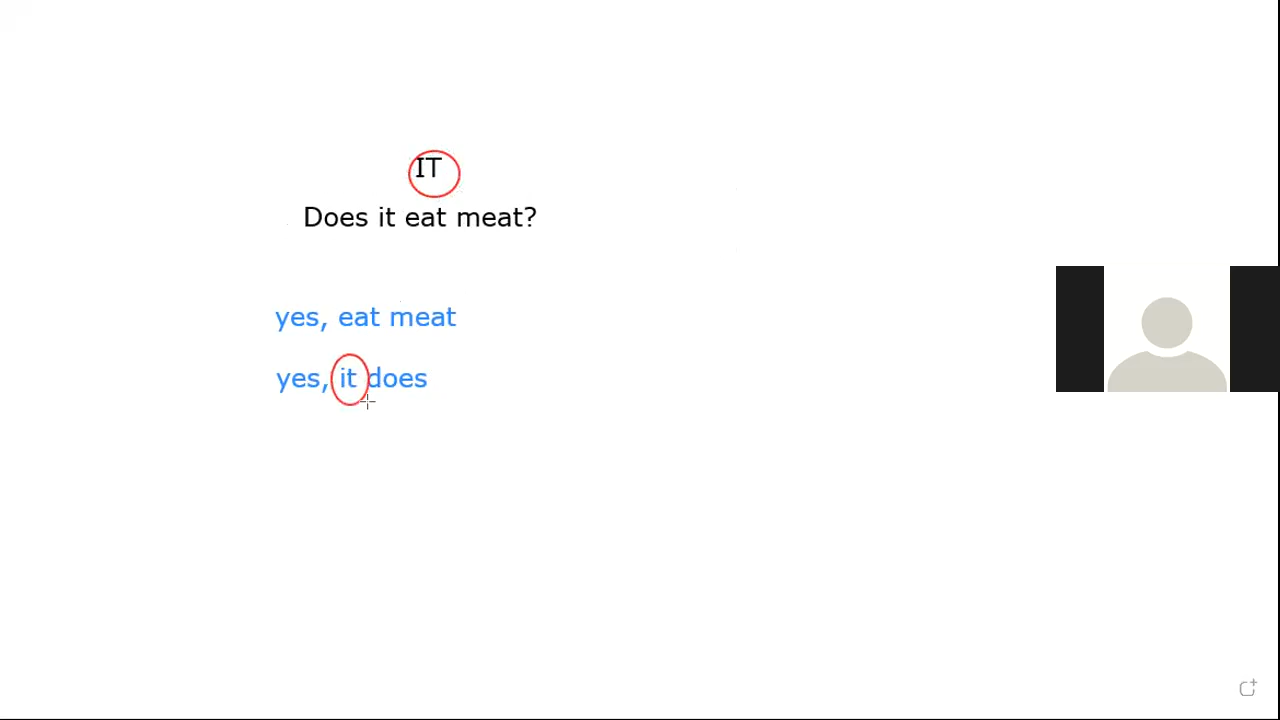 IT
Does it eat meat?
yes, eat meat
yes, it does